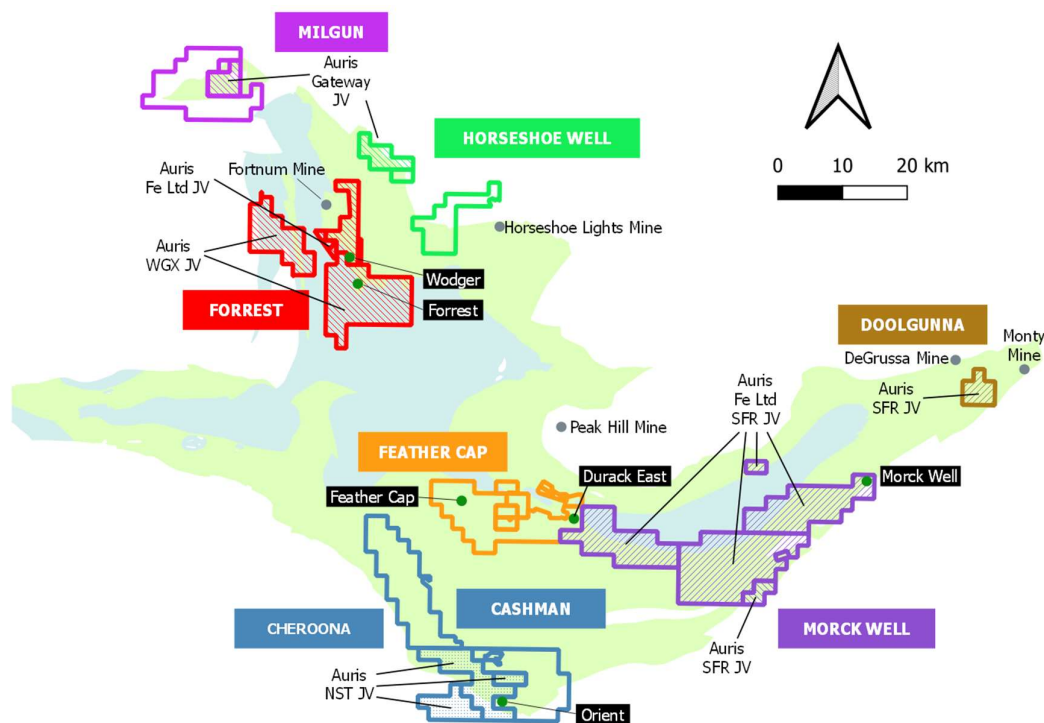 MILGUN
Auris
Gateway
JV
HORSESHOE WELL
0 10 20 km
Auris
Fe Ltd JV
Fortnum Mine
Horseshoe Lights Mine
Auris
WGX JV
Wodger
Forrest
FORREST
DOOLGUNNA
Monty
Mine
DeGrussa Mine
Auris
SFR JV
Auris
Fe Ltd
SFR JV
Peak Hill Mine
FEATHER CAP
Feather Cap
Durack East
Morck Well
CASHMAN
CHEROONA
MORCK WELL
Auris
SFR JV
Auris
NST JV
Orient